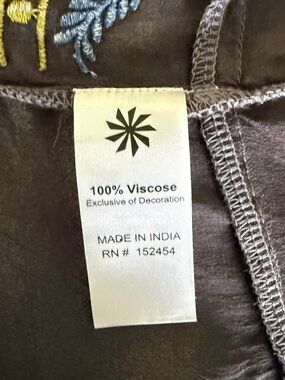 100% Viscose
Exclusive of Decoration
MADE IN INDIA
RN # 152454